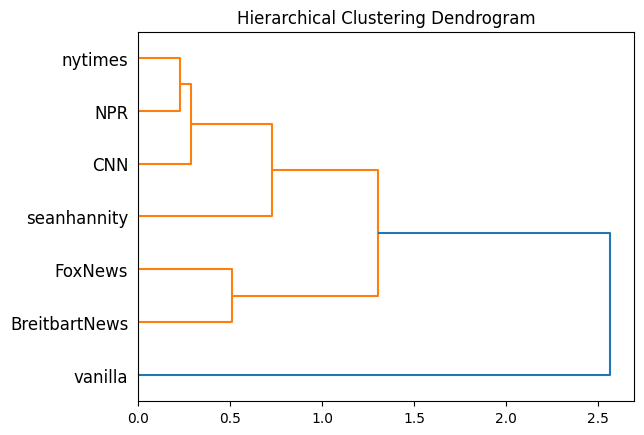 Hierarchical Clustering Dendrogram
nytimes
NPR
CNN
seanhannity
FoxNews
BreitbartNews
vanilla
0.0 0.5 1.0 1.5 2.0 2.5